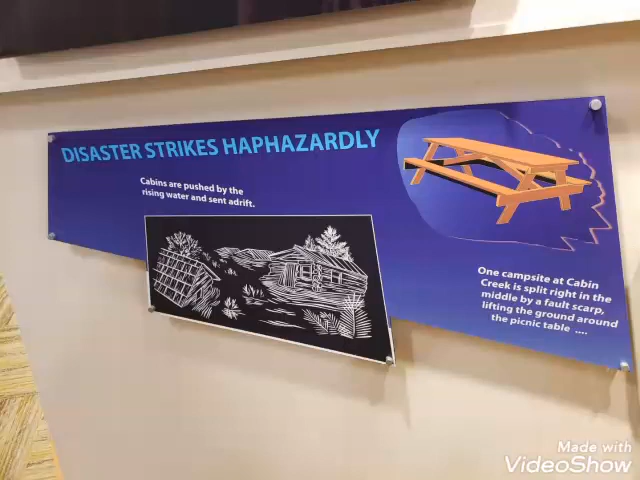 DISASTER STRIKES HAPHAZARDLY
Cabins are pushed by the
rising water and sent adrift.
One campsite at Cabin
Creek is split right in the
middle by a fault scarp,
lifting the ground around
the picnic table ....
Made with
VideoShow